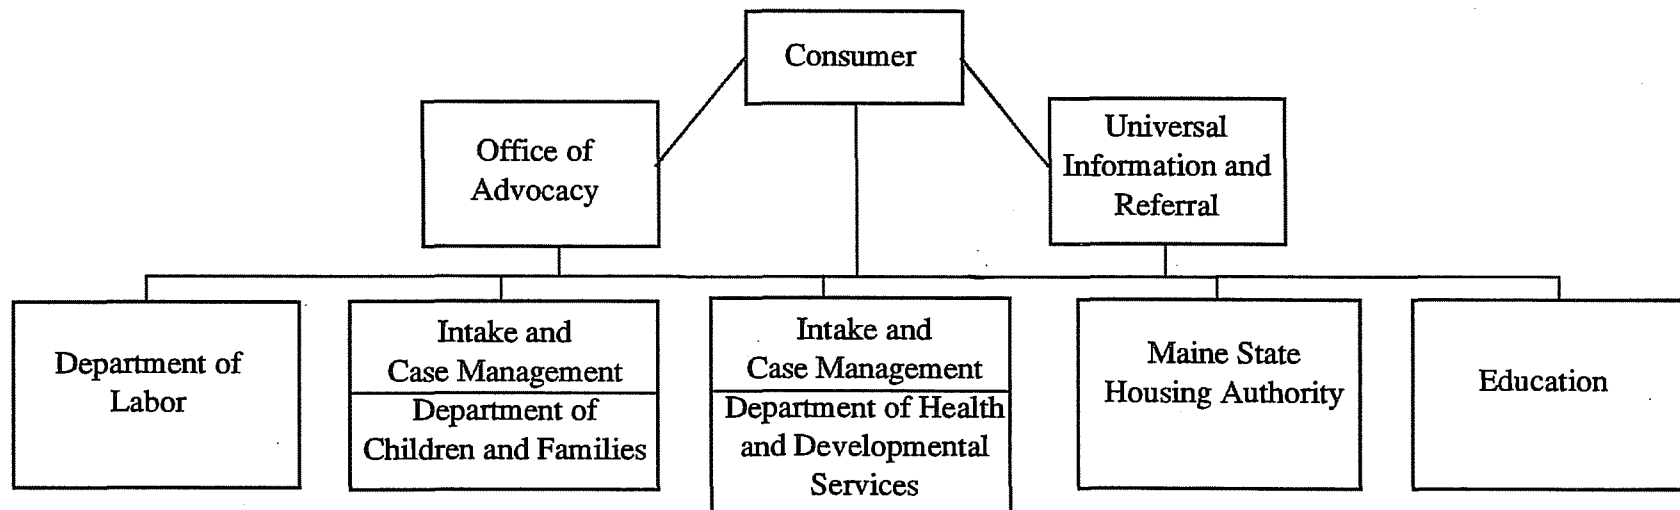 Consumer
Office of
Advocacy
Universal
Information and
Referral
Department of
Labor
Intake and
Case Management
Department of
Children and Families
Intake and
Case Management
Department of Health
and Developmental
Services
Maine State
Housing Authority
Education